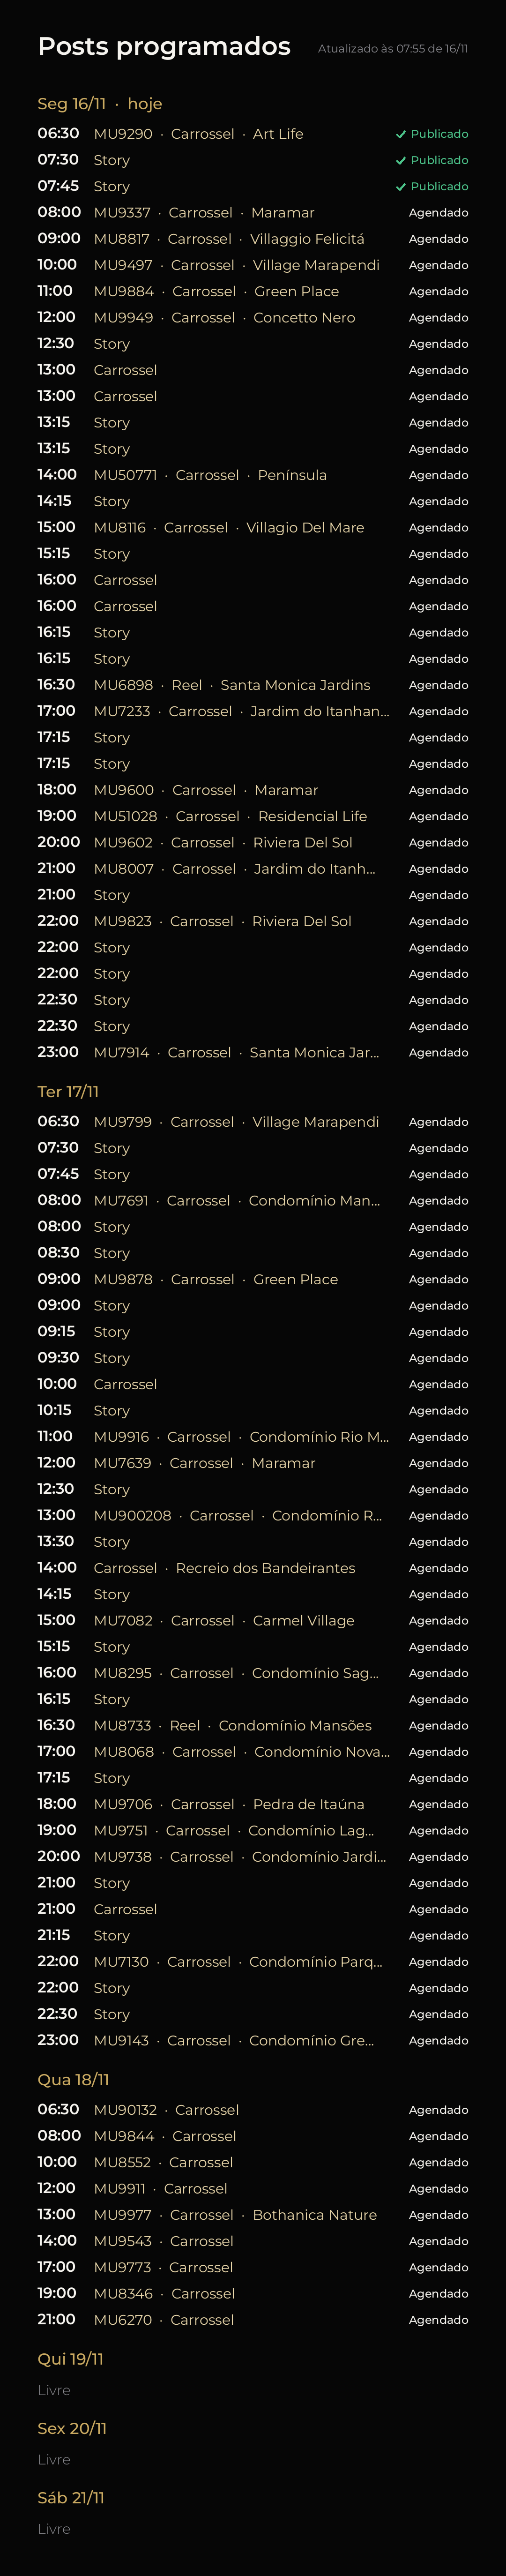 Posts programados Atualizado às 07:55 de 16/11
Seg 16/11 · hoje
06:30 MU9290 · Carrossel · Art Life ✓ Publicado
07:30 Story ✓ Publicado
07:45 Story ✓ Publicado
08:00 MU9337 · Carrossel · Maramar Agendado
09:00 MU8817 · Carrossel · Villaggio Felicitá Agendado
10:00 MU9497 · Carrossel · Village Marapendi Agendado
11:00 MU9884 · Carrossel · Green Place Agendado
12:00 MU9949 · Carrossel · Concetto Nero Agendado
12:30 Story Agendado
13:00 Carrossel Agendado
13:00 Carrossel Agendado
13:15 Story Agendado
13:15 Story Agendado
14:00 MU50771 · Carrossel · Península Agendado
14:15 Story Agendado
15:00 MU8116 · Carrossel · Villagio Del Mare Agendado
15:15 Story Agendado
16:00 Carrossel Agendado
16:00 Carrossel Agendado
16:15 Story Agendado
16:15 Story Agendado
16:30 MU6898 · Reel · Santa Monica Jardins Agendado
17:00 MU7233 · Carrossel · Jardim do Itanhan... Agendado
17:15 Story Agendado
17:15 Story Agendado
18:00 MU9600 · Carrossel · Maramar Agendado
19:00 MU51028 · Carrossel · Residencial Life Agendado
20:00 MU9602 · Carrossel · Riviera Del Sol Agendado
21:00 MU8007 · Carrossel · Jardim do Itanh... Agendado
21:00 Story Agendado
22:00 MU9823 · Carrossel · Riviera Del Sol Agendado
22:00 Story Agendado
22:00 Story Agendado
22:30 Story Agendado
22:30 Story Agendado
23:00 MU7914 · Carrossel · Santa Monica Jar... Agendado
Ter 17/11
06:30 MU9799 · Carrossel · Village Marapendi Agendado
07:30 Story Agendado
07:45 Story Agendado
08:00 MU7691 · Carrossel · Condomínio Man... Agendado
08:00 Story Agendado
08:30 Story Agendado
09:00 MU9878 · Carrossel · Green Place Agendado
09:00 Story Agendado
09:15 Story Agendado
09:30 Story Agendado
10:00 Carrossel Agendado
10:15 Story Agendado
11:00 MU9916 · Carrossel · Condomínio Rio M... Agendado
12:00 MU7639 · Carrossel · Maramar Agendado
12:30 Story Agendado
13:00 MU900208 · Carrossel · Condomínio R... Agendado
13:30 Story Agendado
14:00 Carrossel · Recreio dos Bandeirantes Agendado
14:15 Story Agendado
15:00 MU7082 · Carrossel · Carmel Village Agendado
15:15 Story Agendado
16:00 MU8295 · Carrossel · Condomínio Sag... Agendado
16:15 Story Agendado
16:30 MU8733 · Reel · Condomínio Mansões Agendado
17:00 MU8068 · Carrossel · Condomínio Nova... Agendado
17:15 Story Agendado
18:00 MU9706 · Carrossel · Pedra de Itaúna Agendado
19:00 MU9751 · Carrossel · Condomínio Lag... Agendado
20:00 MU9738 · Carrossel · Condomínio Jardi... Agendado
21:00 Story Agendado
21:00 Carrossel Agendado
21:15 Story Agendado
22:00 MU7130 · Carrossel · Condomínio Parq... Agendado
22:00 Story Agendado
22:30 Story Agendado
23:00 MU9143 · Carrossel · Condomínio Gre... Agendado
Qua 18/11
06:30 MU90132 · Carrossel Agendado
08:00 MU9844 · Carrossel Agendado
10:00 MU8552 · Carrossel Agendado
12:00 MU9911 · Carrossel Agendado
13:00 MU9977 · Carrossel · Bothanica Nature Agendado
14:00 MU9543 · Carrossel Agendado
17:00 MU9773 · Carrossel Agendado
19:00 MU8346 · Carrossel Agendado
21:00 MU6270 · Carrossel Agendado
Qui 19/11
Livre
Sex 20/11
Livre
Sáb 21/11
Livre